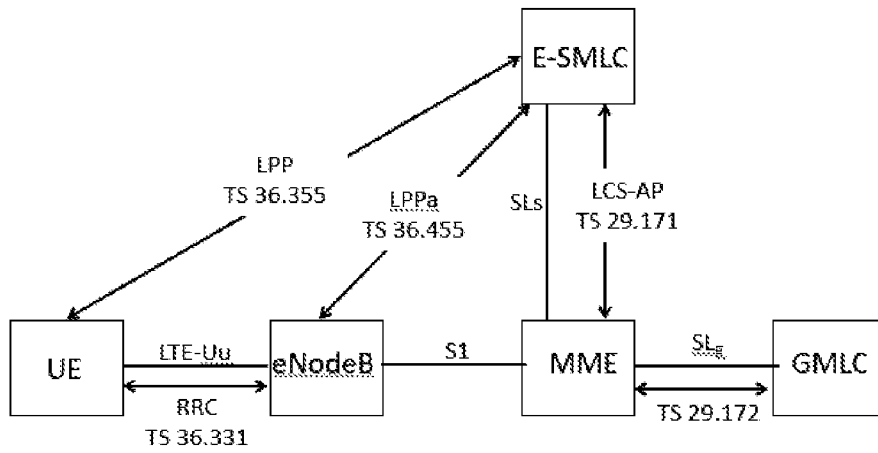 E-SMLC
LPP
TS 36.355
LPPa
TS 36.455
SLs
LCS-AP
TS 29.171
UE
LTE-Uu
RRC
TS 36.331
eNodeB
S1
MME
SLg
TS 29.172
GMLC